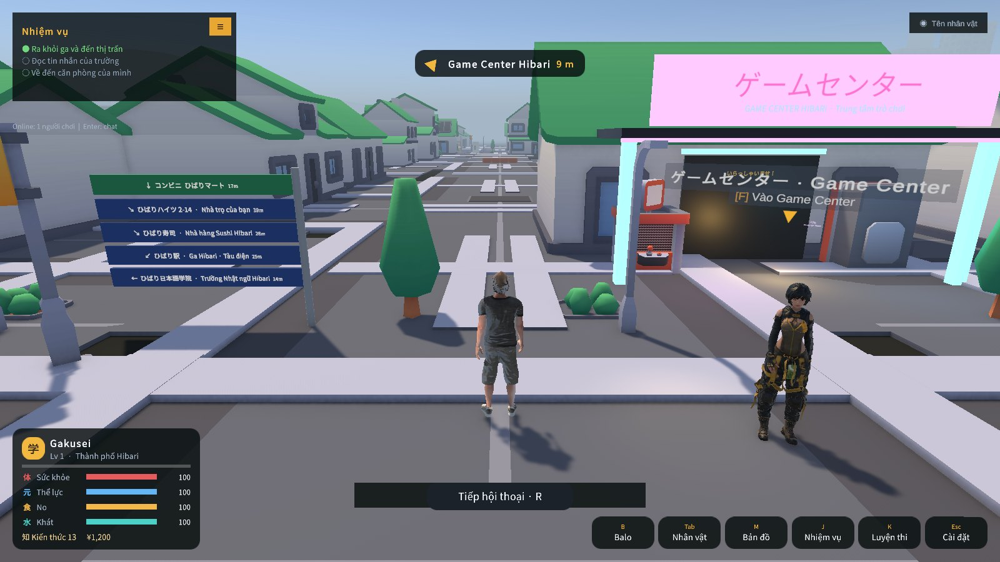 Nhiệm vụ
Ra khỏi ga và đến thị trấn
Đọc tin nhắn của trường
Về đến căn phòng của mình
Online: 1 người chơi | Enter: chat
Tên nhân vật
Game Center Hibari 9 m
ゲームセンター
GAME CENTER HIBARI · Trung tâm trò chơi
いらっしゃいませ！
ゲームセンター · Game Center
[F] Vào Game Center
↓ コンビニ ひばりマート 17m
↘ ひばりハイツ 2-14 · Nhà trọ của bạn 39m
↘ ひばり寿司 · Nhà hàng Sushi Hibari 28m
↙ ひばり駅 · Ga Hibari · Tàu điện 25m
← ひばり日本語学院 · Trường Nhật ngữ Hibari 14m
学
Gakusei
Lv 1 · Thành phố Hibari
体 Sức khỏe 100
元 Thể lực 100
食 No 100
水 Khát 100
知 Kiến thức 13 ¥1,200
Tiếp hội thoại · R
B
Balo
Tab
Nhân vật
M
Bản đồ
J
Nhiệm vụ
K
Luyện thi
Esc
Cài đặt